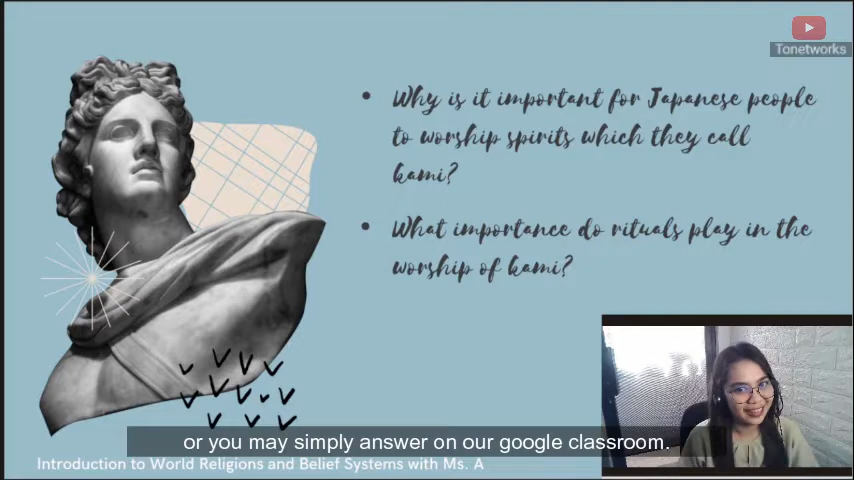 Tonetworks
• Why is it important for Japanese people
to worship spirits which they call
kami?
• What importance do rituals play in the
worship of kami?
or you may simply answer on our google classroom.
Introduction to World Religions and Belief Systems with Ms. A